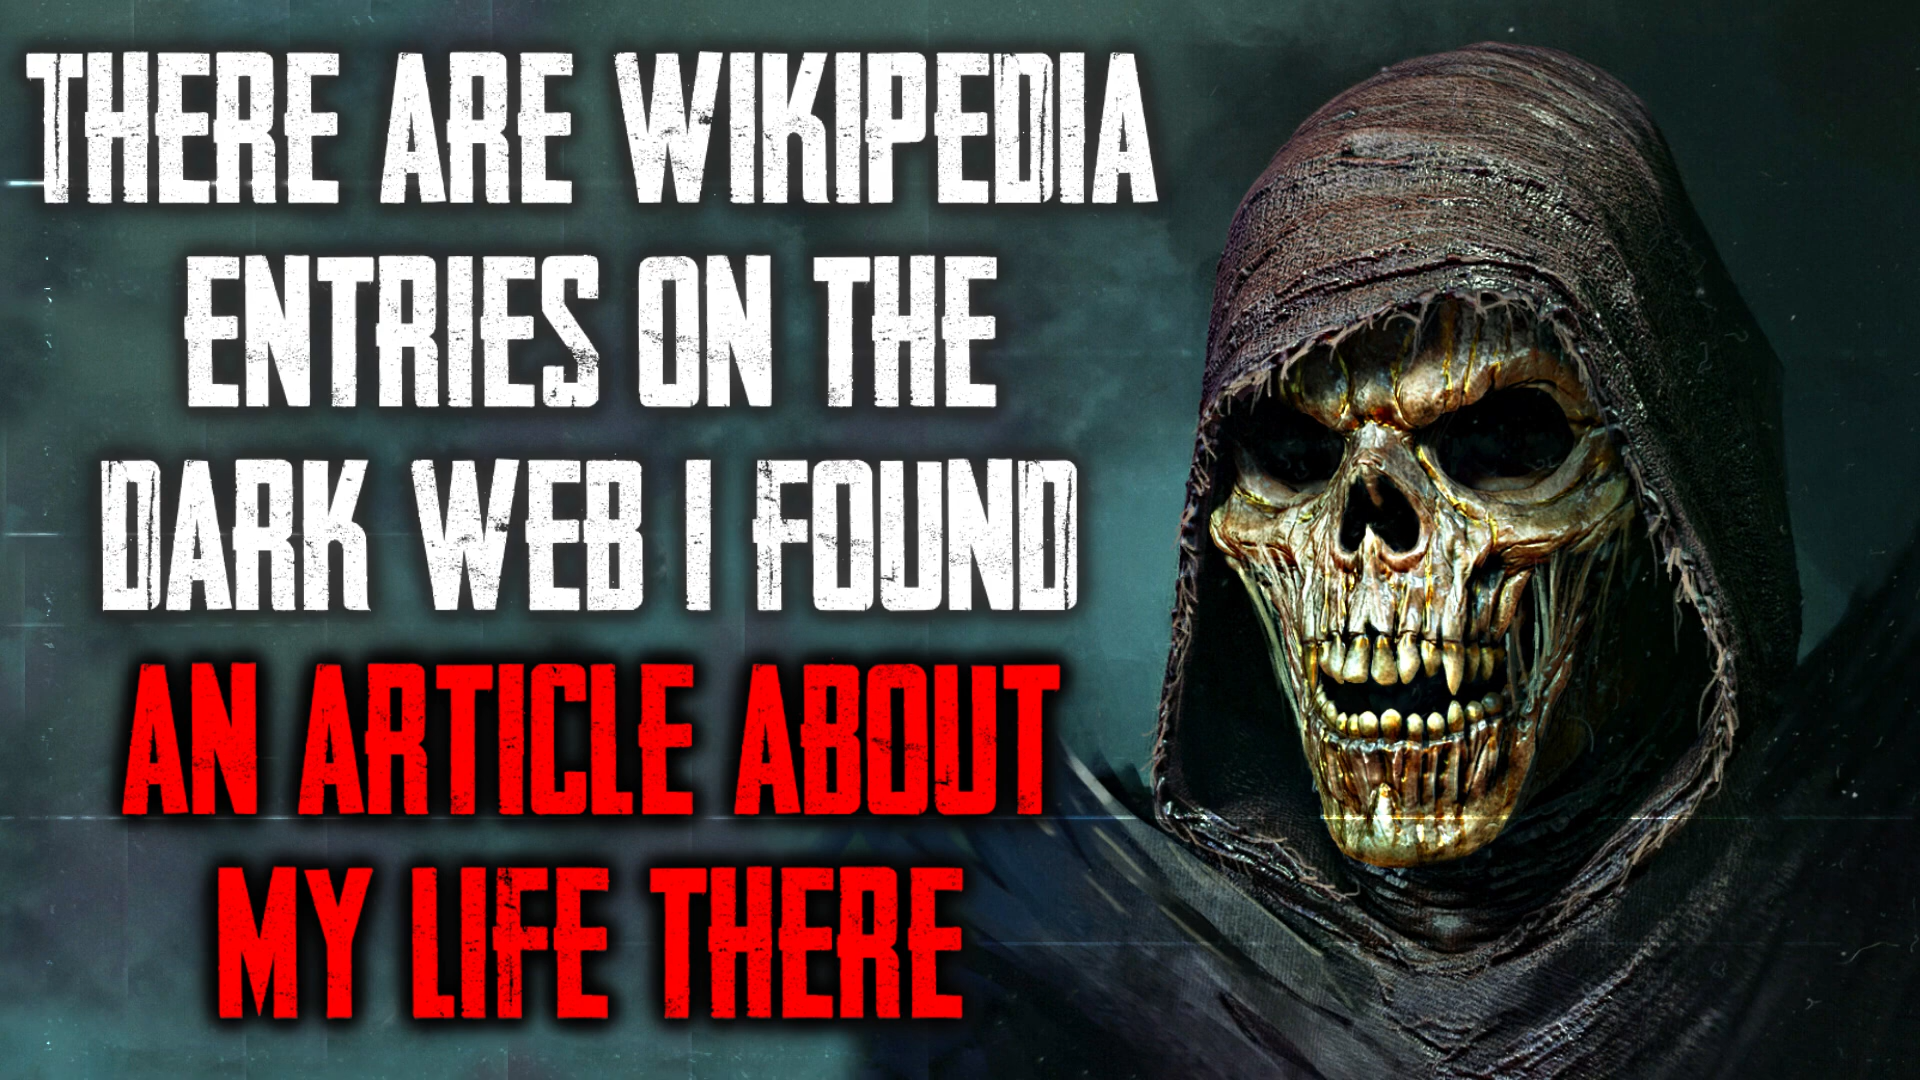 THERE ARE WIKIPEDIA
ENTRIES ON THE
DARK WEB I FOUND
AN ARTICLE ABOUT
MY LIFE THERE